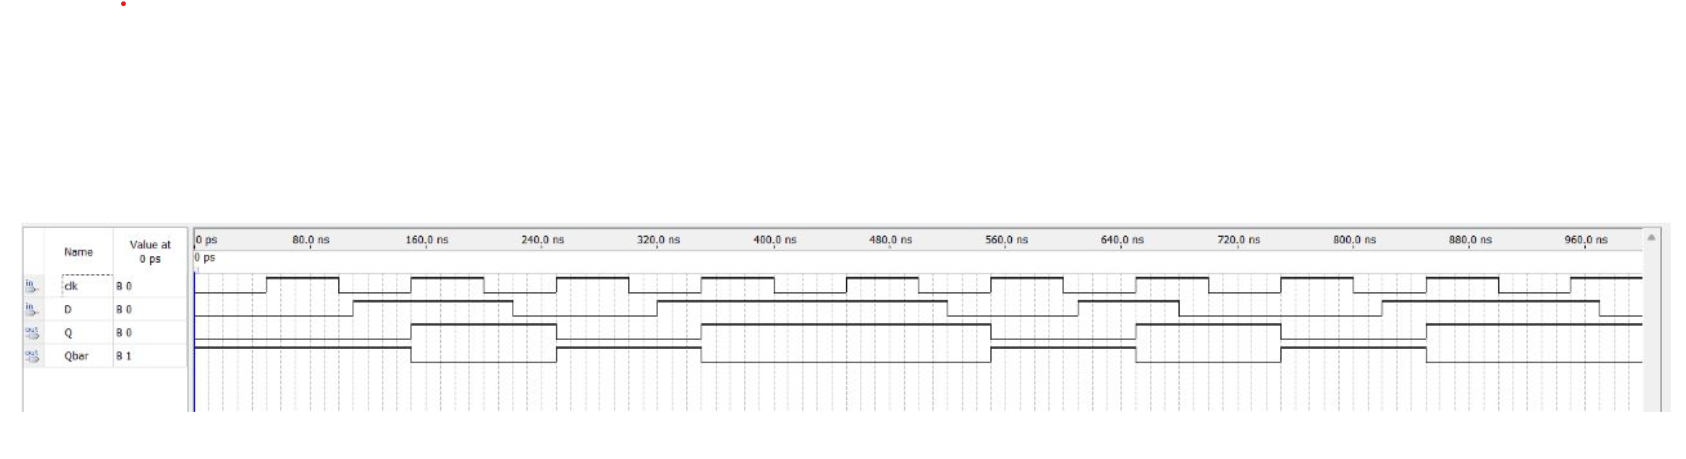 Name Value at 0 ps
0 ps 80.0 ns 160.0 ns 240.0 ns 320.0 ns 400.0 ns 480.0 ns 560.0 ns 640.0 ns 720.0 ns 800.0 ns 880.0 ns 960.0 ns
0 ps
in clk B 0
in D B 0
out Q B 0
out Qbar B 1